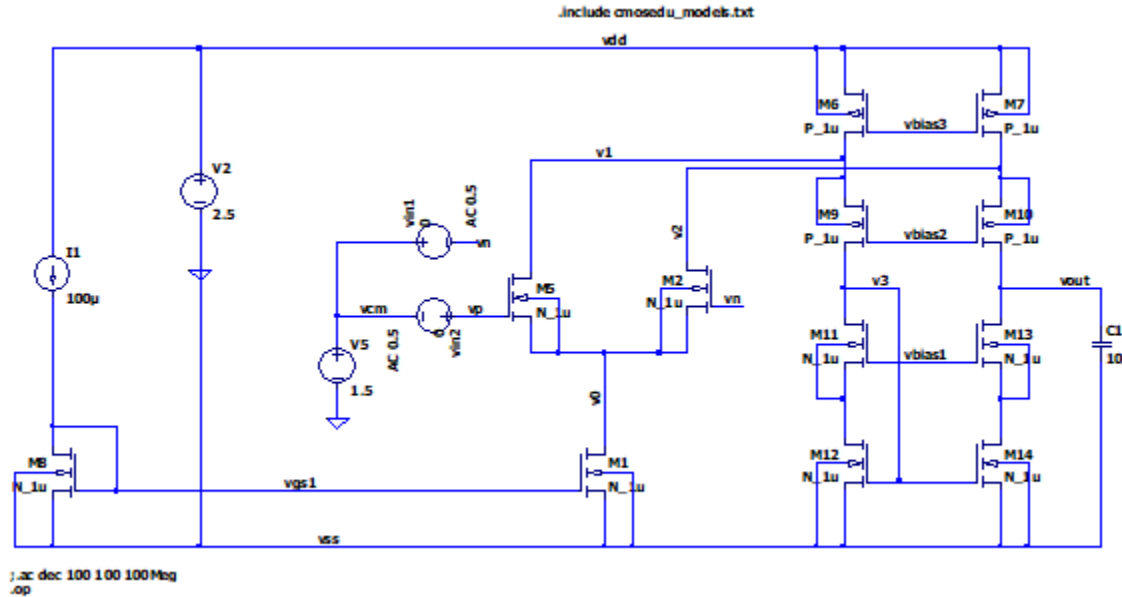 .include cmosedu_models.txt
vdd
M6
M7
P_1u
vbias3
P_1u
v1
V2
2.5
vin1
0
AC 0.5
vn
v2
M9
M10
P_1u
vbias2
P_1u
I1
100µ
vcm
vp
M5
N_1u
M2
N_1u
vn
v3
vout
V5
1.5
AC 0.5
0
vin2
M11
M13
N_1u
vbias1
N_1u
C1
10
v0
M8
N_1u
vgs1
M1
N_1u
M12
M14
N_1u
N_1u
vss
;.ac dec 100 100 100Meg
.op